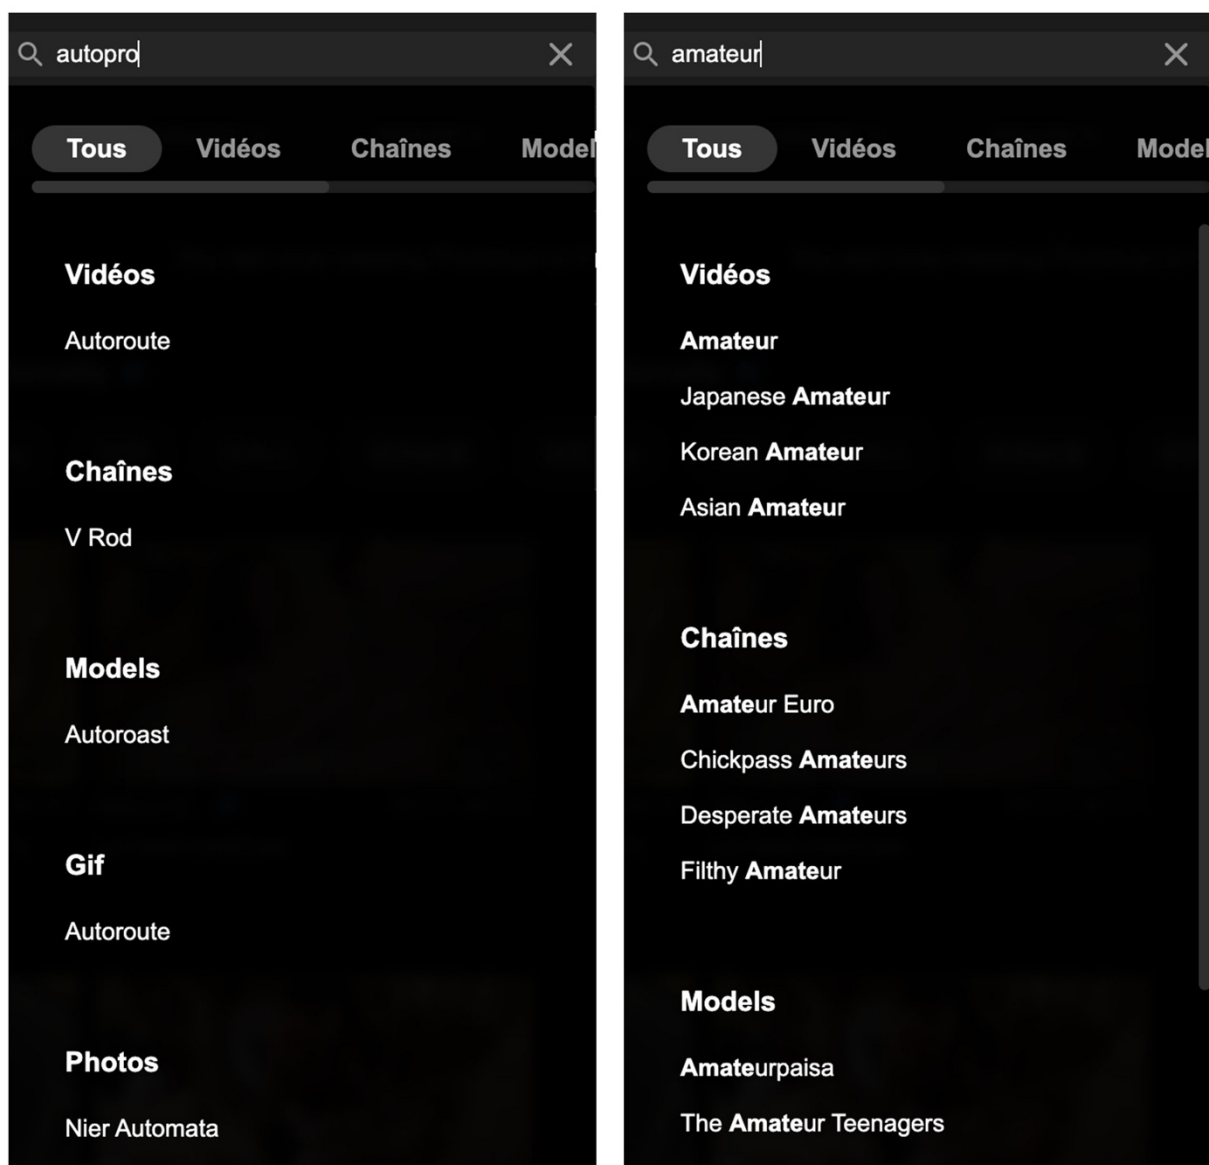 autopro
Tous Vidéos Chaînes Model
Vidéos
Autoroute
Chaînes
V Rod
Models
Autoroast
Gif
Autoroute
Photos
Nier Automata
amateur
Tous Vidéos Chaînes Model
Vidéos
Amateur
Japanese Amateur
Korean Amateur
Asian Amateur
Chaînes
Amateur Euro
Chickpass Amateurs
Desperate Amateurs
Filthy Amateur
Models
Amateurpaisa
The Amateur Teenagers